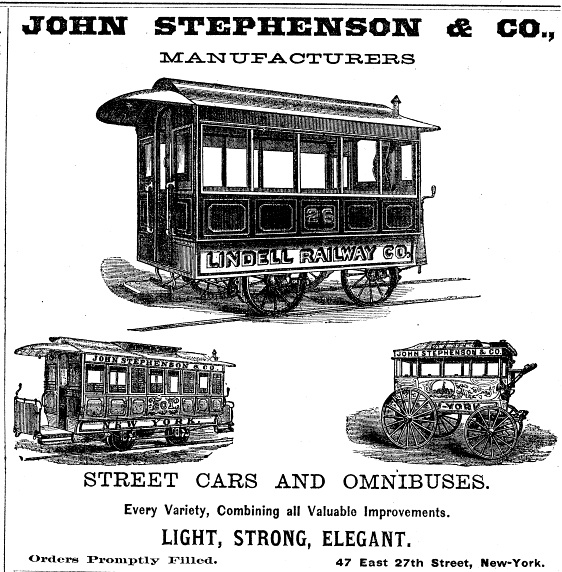 JOHN STEPHENSON & CO.,
MANUFACTURERS
26
LINDELL RAILWAY CO.
JOHN STEPHENSON & CO.
NEW YORK.
JOHN STEPHENSON & CO.
-YORK
STREET CARS AND OMNIBUSES.
Every Variety, Combining all Valuable Improvements.
LIGHT, STRONG, ELEGANT.
Orders Promptly Filled.
47 East 27th Street, New-York.